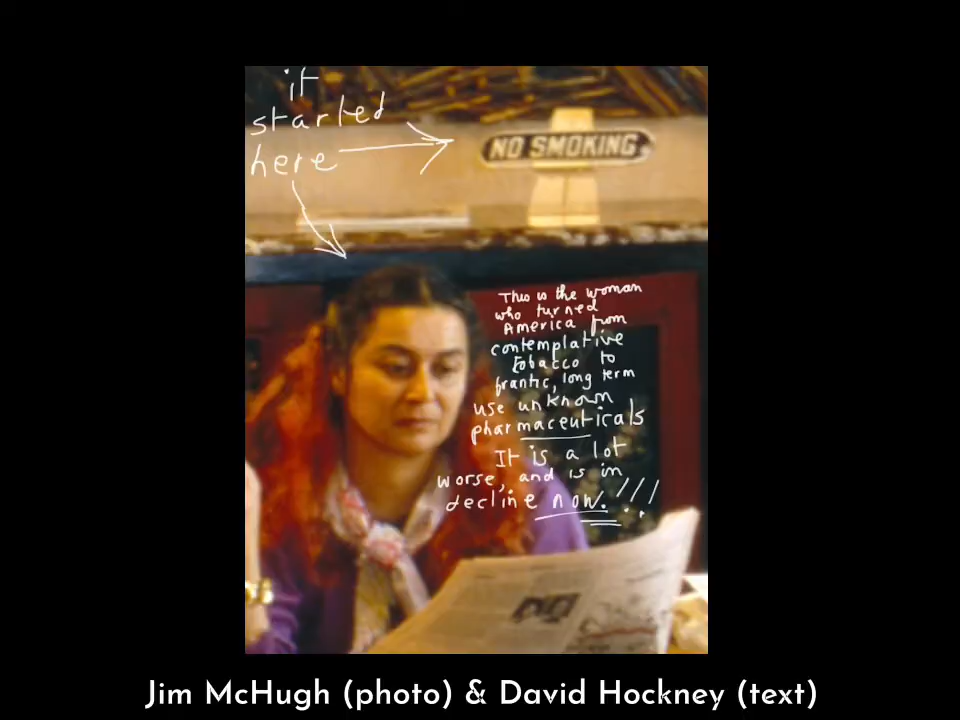 it
started
here
NO SMOKING
This is the woman
who turned
America from
contemplative
tobacco to
frantic, long term
use unknown
pharmaceuticals
It is a lot
worse, and is in
decline now.!!!
Jim McHugh (photo) & David Hockney (text)